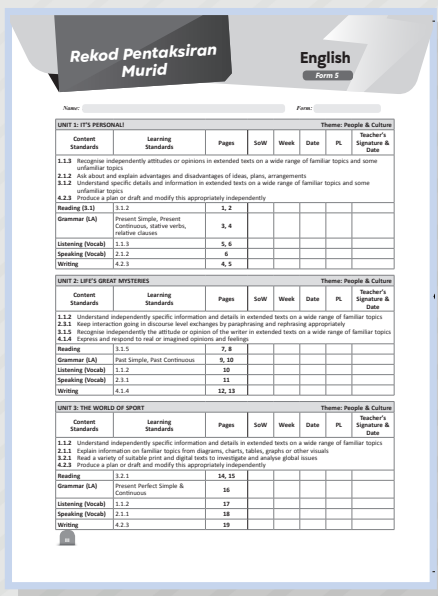 Rekod Pentaksiran
Murid
English
Form 5
Name:
Form:
UNIT 1: IT'S PERSONAL! Theme: People & Culture
Content Standards Learning Standards Pages SoW Week Date PL Teacher's Signature & Date
1.1.3 Recognise independently attitudes or opinions in extended texts on a wide range of familiar topics and some
unfamiliar topics
2.1.2 Ask about and explain advantages and disadvantages of ideas, plans, arrangements
3.1.2 Understand specific details and information in extended texts on a wide range of familiar topics and some
unfamiliar topics
4.2.3 Produce a plan or draft and modify this appropriately independently
Reading (3.1) 3.1.2 1, 2
Grammar (LA) Present Simple, Present
Continuous, stative verbs, 3, 4
relative clauses
Listening (Vocab) 1.1.3 5, 6
Speaking (Vocab) 2.1.2 6
Writing 4.2.3 4, 5
UNIT 2: LIFE'S GREAT MYSTERIES Theme: People & Culture
Content Standards Learning Standards Pages SoW Week Date PL Teacher's Signature & Date
1.1.2 Understand independently specific information and details in extended texts on a wide range of familiar topics
2.3.1 Keep interaction going in discourse level exchanges by paraphrasing and rephrasing appropriately
3.1.5 Recognise independently the attitude or opinion of the writer in extended texts on a wide range of familiar topics
4.1.4 Express and respond to real or imagined opinions and feelings
Reading 3.1.5 7, 8
Grammar (LA) Past Simple, Past Continuous 9, 10
Listening (Vocab) 1.1.2 10
Speaking (Vocab) 2.3.1 11
Writing 4.1.4 12, 13
UNIT 3: THE WORLD OF SPORT Theme: People & Culture
Content Standards Learning Standards Pages SoW Week Date PL Teacher's Signature & Date
1.1.2 Understand independently specific information and details in extended texts on a wide range of familiar topics
2.1.1 Explain information on familiar topics from diagrams, charts, tables, graphs or other visuals
3.2.1 Read a variety of suitable print and digital texts to investigate and analyse global issues
4.2.3 Produce a plan or draft and modify this appropriately independently
Reading 3.2.1 14, 15
Grammar (LA) Present Perfect Simple & 16
Continuous
Listening (Vocab) 1.1.2 17
Speaking (Vocab) 2.1.1 18
Writing 4.2.3 19